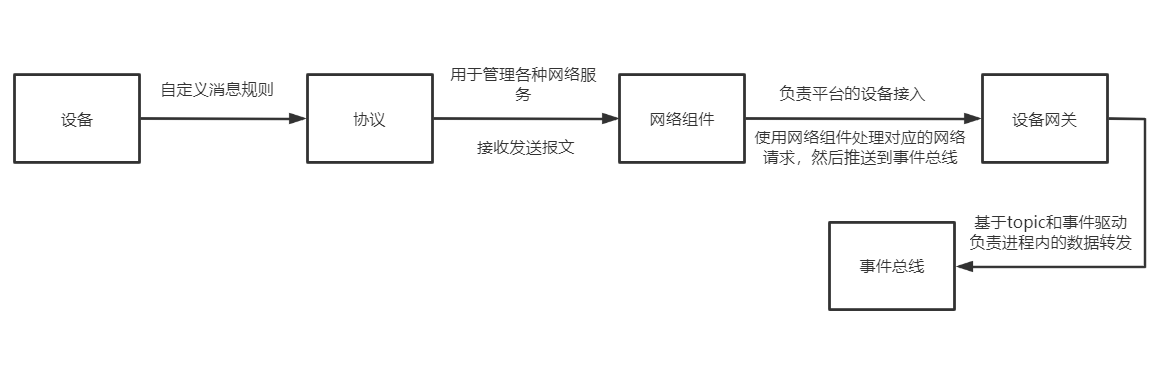 设备
自定义消息规则
协议
用于管理各种网络服
务
接收发送报文
网络组件
负责平台的设备接入
使用网络组件处理对应的网络
请求，然后推送到事件总线
设备网关
基于topic和事件驱动
负责进程内的数据转发
事件总线